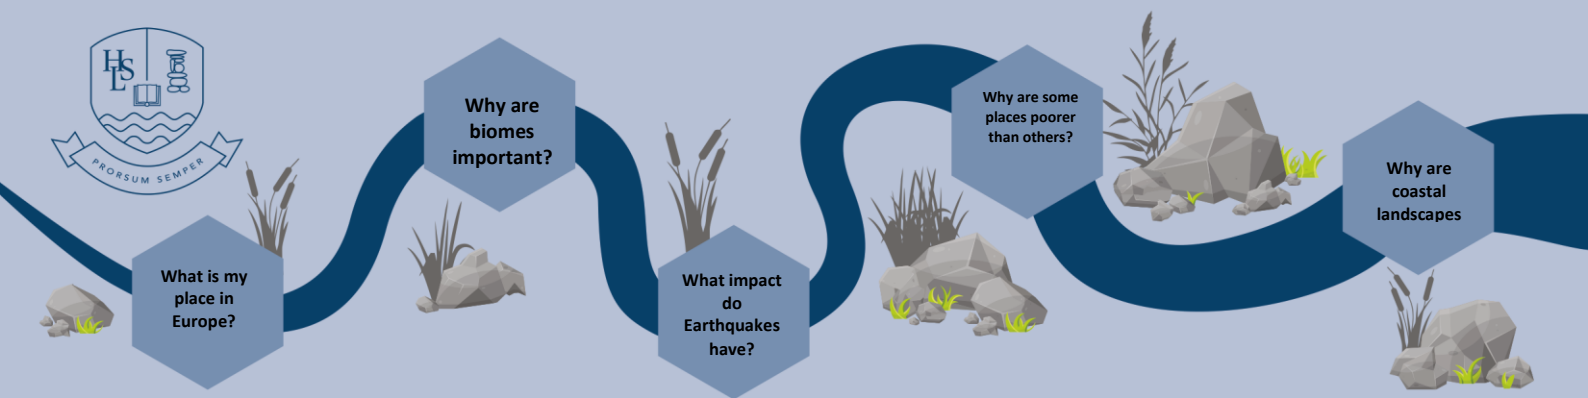 HLS
PRORSUM SEMPER
What is my
place in
Europe?
Why are
biomes
important?
What impact
do
Earthquakes
have?
Why are some
places poorer
than others?
Why are
coastal
landscapes